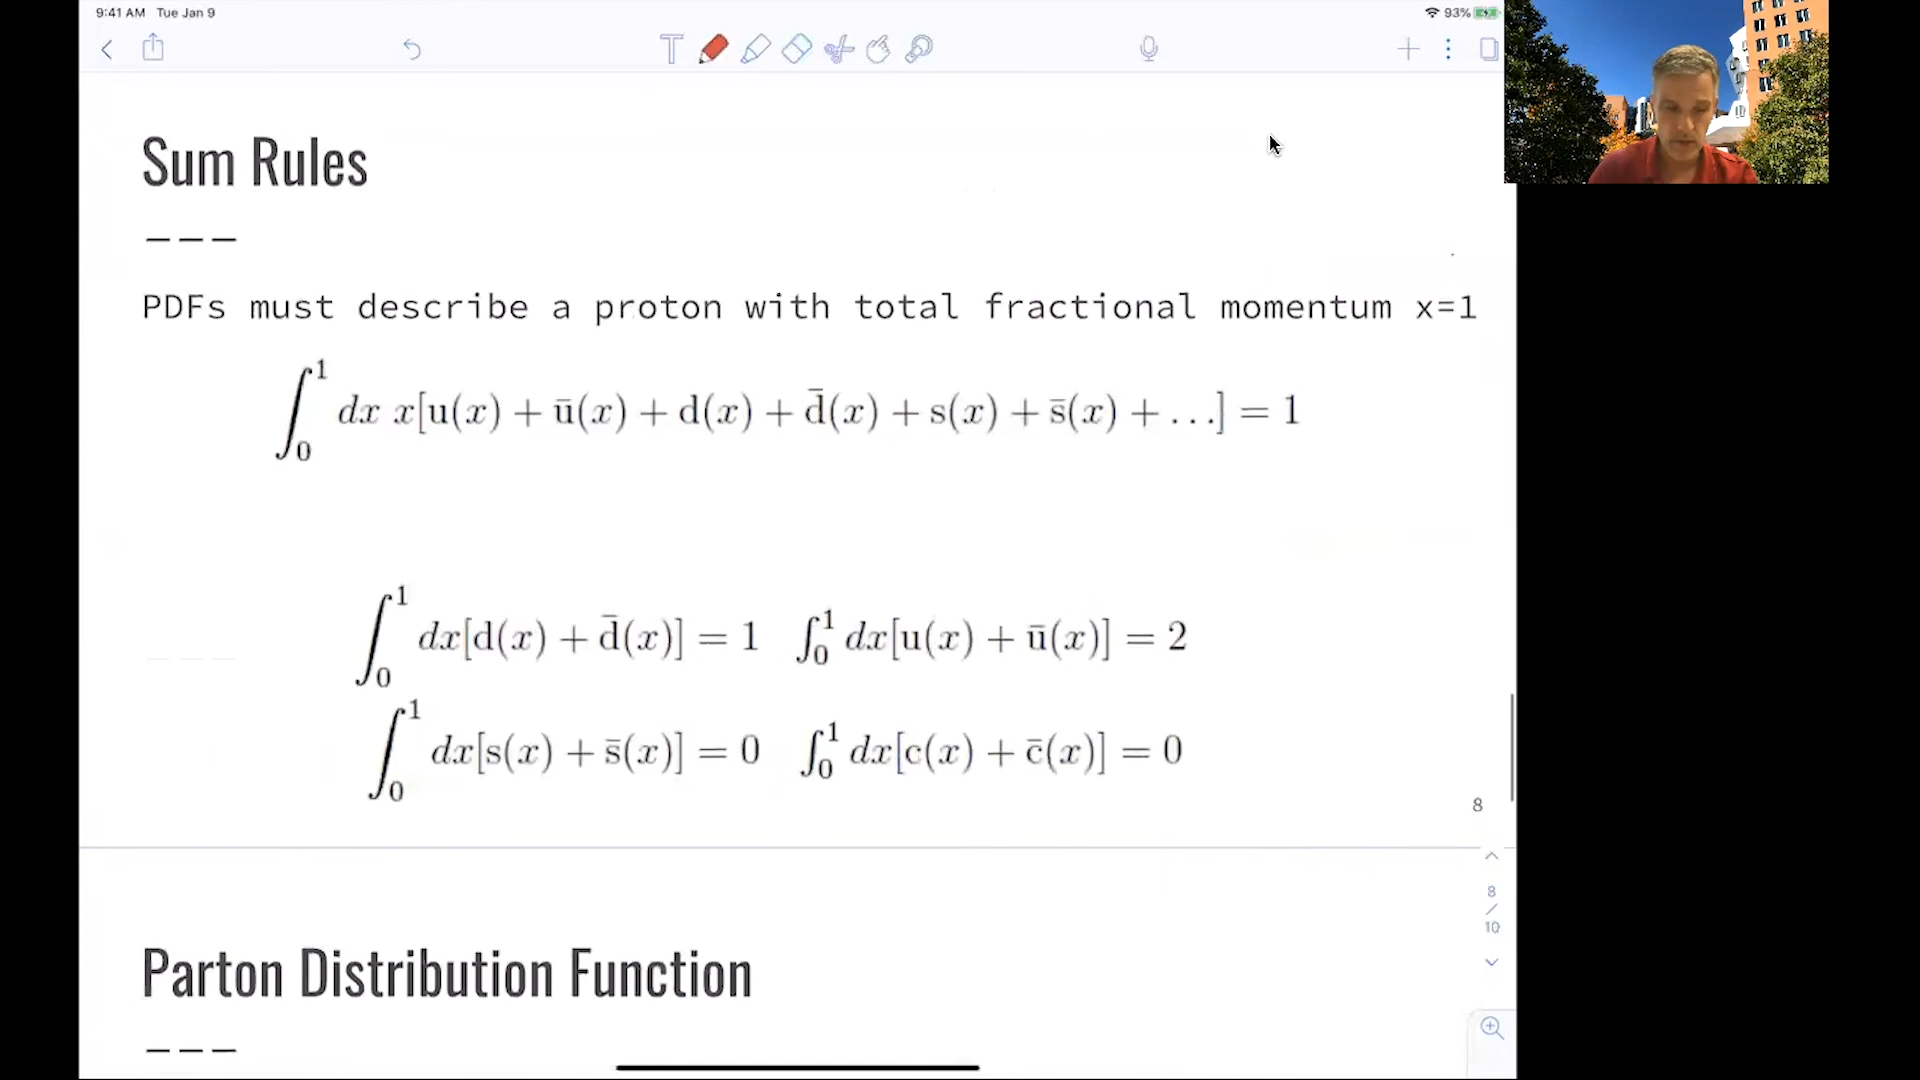 9:41 AM Tue Jan 9
93%
T
Sum Rules
---
PDFs must describe a proton with total fractional momentum x=1
∫₀¹ dx x[u(x) + ū(x) + d(x) + d̄(x) + s(x) + s̄(x) + ...] = 1
∫₀¹ dx[d(x) + d̄(x)] = 1 ∫₀¹ dx[u(x) + ū(x)] = 2
∫₀¹ dx[s(x) + s̄(x)] = 0 ∫₀¹ dx[c(x) + c̄(x)] = 0
8
8
/
10
Parton Distribution Function
---